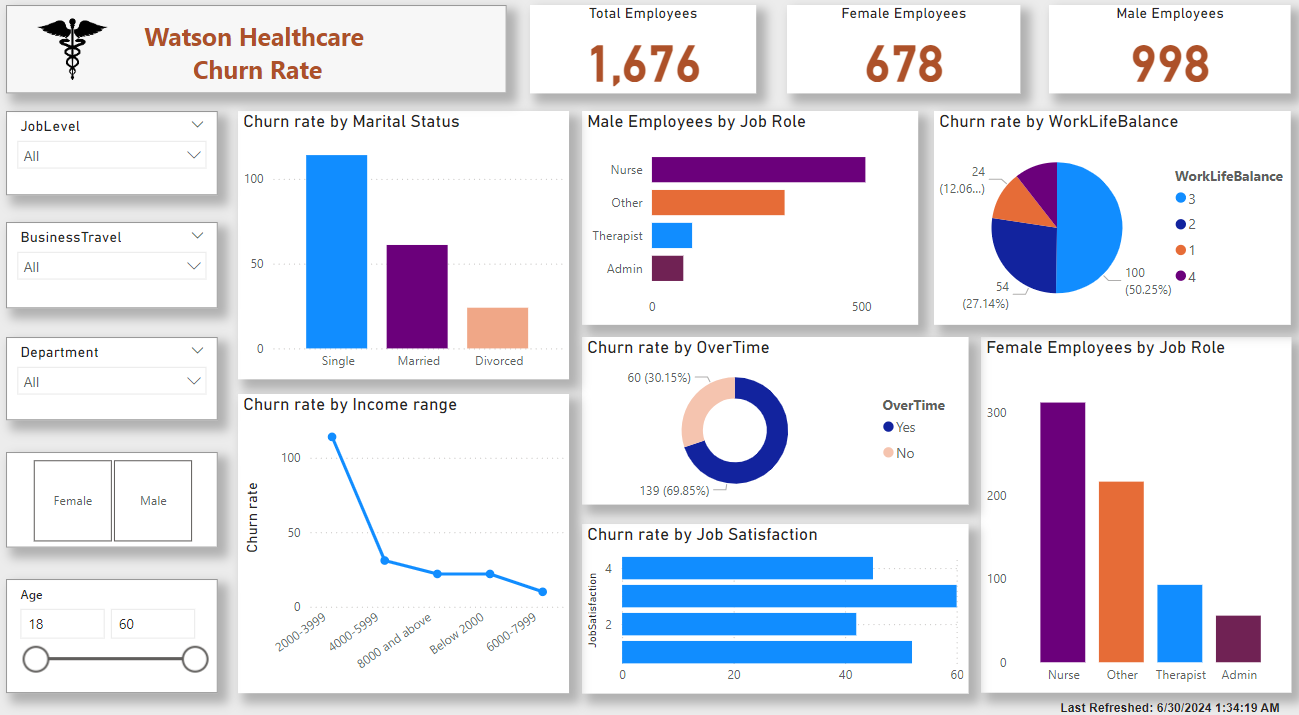 Watson Healthcare
Churn Rate
Total Employees
1,676
Female Employees
678
Male Employees
998
JobLevel
All
BusinessTravel
All
Department
All
Female
Male
Age
18
60
Churn rate by Marital Status
100
50
0
Single
Married
Divorced
Churn rate by Income range
Churn rate
100
50
0
2000-3999
4000-5999
8000 and above
Below 2000
6000-7999
Male Employees by Job Role
Nurse
Other
Therapist
Admin
0
500
Churn rate by WorkLifeBalance
24
(12.06...)
54
(27.14%)
100
(50.25%)
WorkLifeBalance
3
2
1
4
Churn rate by OverTime
60 (30.15%)
139 (69.85%)
OverTime
Yes
No
Churn rate by Job Satisfaction
JobSatisfaction
4
2
0
20
40
60
Female Employees by Job Role
300
200
100
0
Nurse
Other
Therapist
Admin
Last Refreshed: 6/30/2024 1:34:19 AM